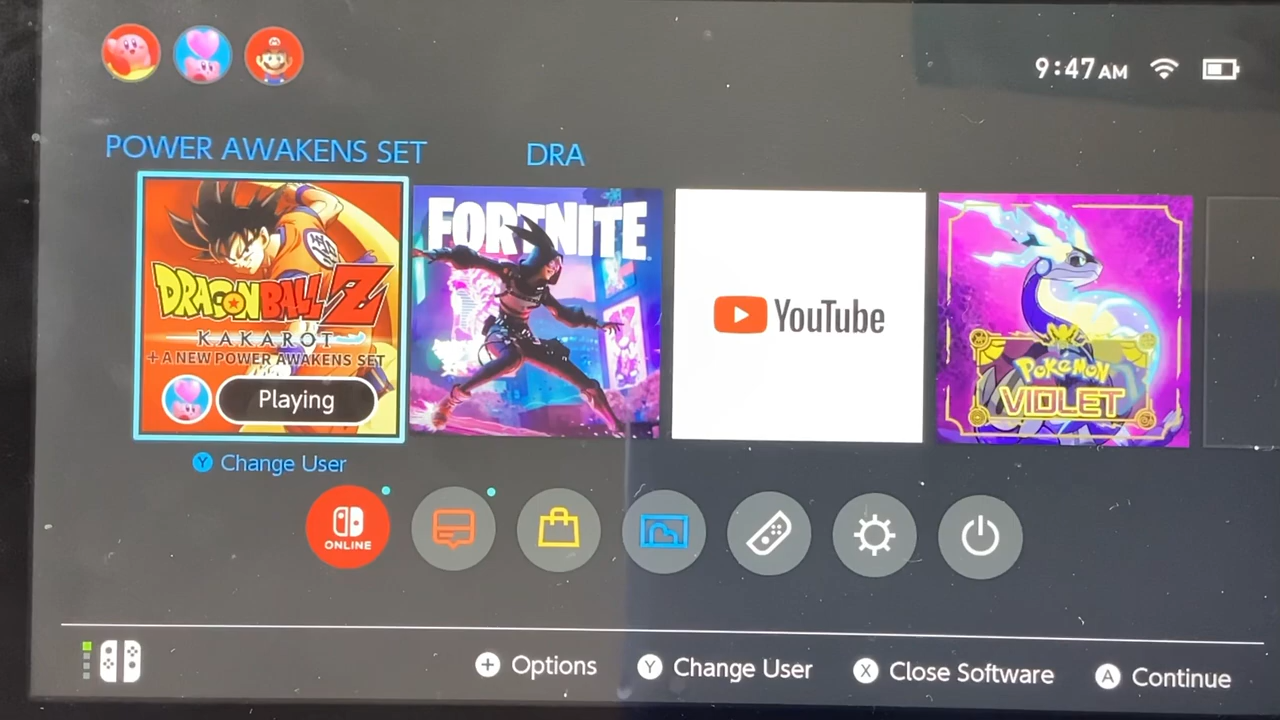 9:47 AM
POWER AWAKENS SET DRA
DRAGON BALL Z
KAKAROT
+ A NEW POWER AWAKENS SET
Playing
FORTNITE
YouTube
POKéMON
VIOLET
Y Change User
ONLINE
+ Options
Y Change User
X Close Software
A Continue